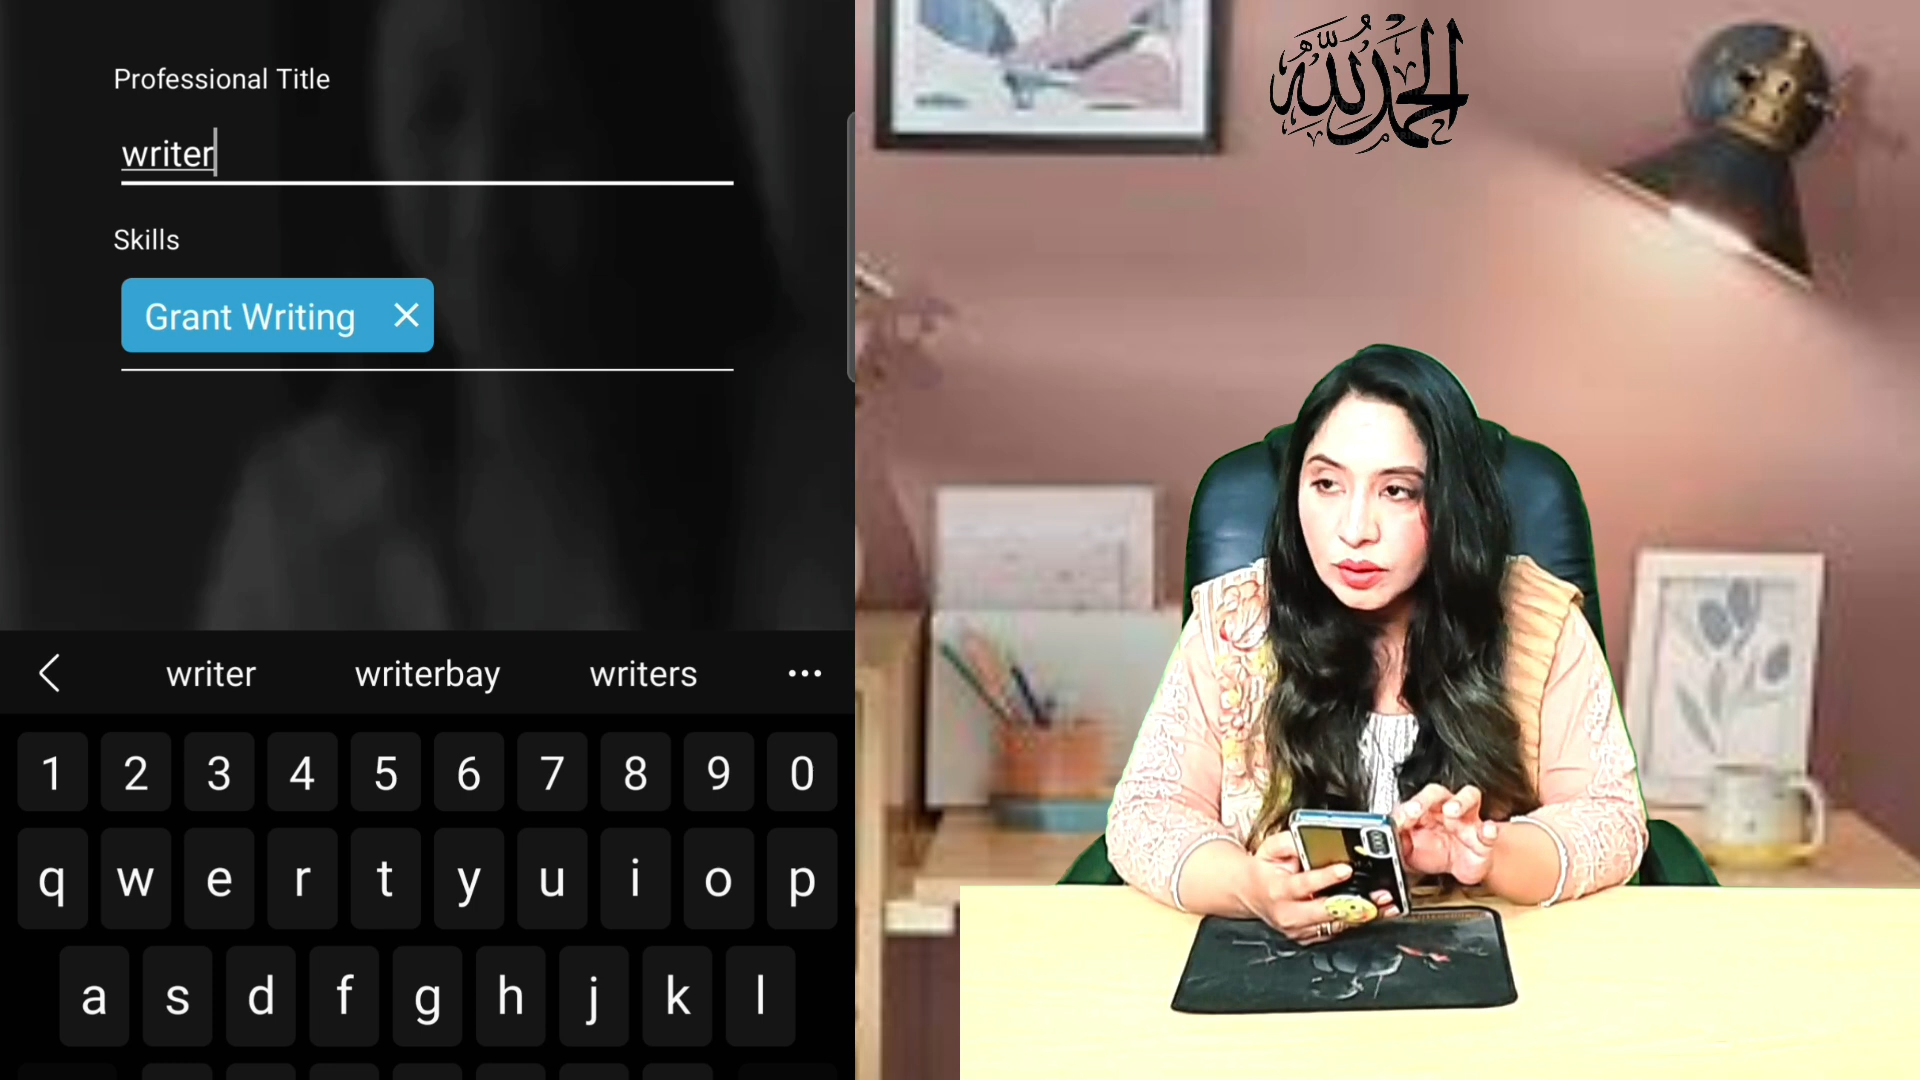 Professional Title
writer
Skills
Grant Writing
writer writerbay writers
1 2 3 4 5 6 7 8 9 0
q w e r t y u i o p
a s d f g h j k l
الحمد لله